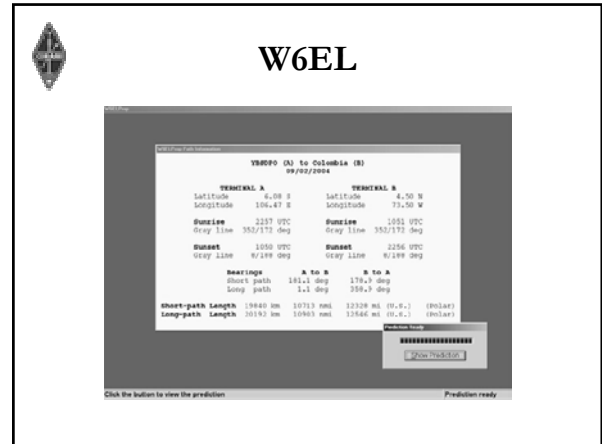 W6EL
W6ELProp
W6ELProp Path Information
YB0DPO (A) to Colombia (B)
09/02/2004
TERMINAL A TERMINAL B
Latitude 6.08 S Latitude 4.50 N
Longitude 106.47 E Longitude 73.50 W
Sunrise 2257 UTC Sunrise 1051 UTC
Gray line 352/172 deg Gray line 352/172 deg
Sunset 1050 UTC Sunset 2256 UTC
Gray line 8/188 deg Gray line 8/188 deg
Bearings A to B B to A
Short path 181.1 deg 178.9 deg
Long path 1.1 deg 358.9 deg
Short-path Length 19840 km 10713 nmi 12328 mi (U.S.) (Polar)
Long-path Length 20192 km 10903 nmi 12546 mi (U.S.) (Polar)
Prediction Ready
Show Prediction
Click the button to view the prediction Prediction ready